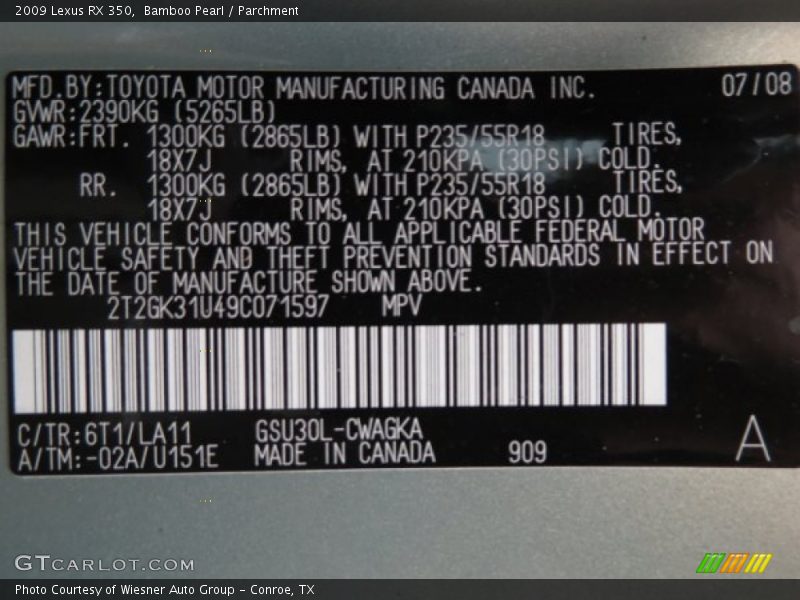 2009 Lexus RX 350,  Bamboo Pearl / Parchment
MFD.BY:TOYOTA MOTOR MANUFACTURING CANADA INC. 07/08
GVWR:2390KG (5265LB)
GAWR:FRT. 1300KG (2865LB) WITH P235/55R18 TIRES,
18X7J RIMS, AT 210KPA (30PSI) COLD.
RR. 1300KG (2865LB) WITH P235/55R18 TIRES,
18X7J RIMS, AT 210KPA (30PSI) COLD.
THIS VEHICLE CONFORMS TO ALL APPLICABLE FEDERAL MOTOR
VEHICLE SAFETY AND THEFT PREVENTION STANDARDS IN EFFECT ON
THE DATE OF MANUFACTURE SHOWN ABOVE.
2T2GK31U49C071597 MPV
C/TR:6T1/LA11 GSU30L-CWAGKA
A/TM:-02A/U151E MADE IN CANADA 909 A
GTCARLOT.COM
Photo Courtesy of Wiesner Auto Group - Conroe, TX